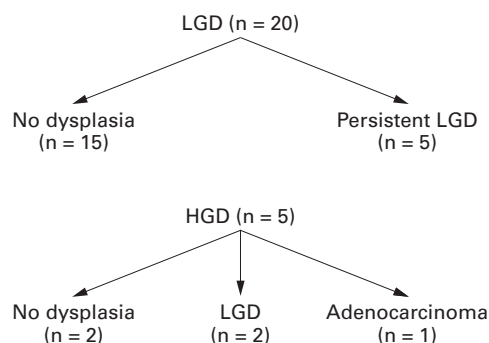 LGD (n = 20)
No dysplasia
(n = 15)
Persistent LGD
(n = 5)
HGD (n = 5)
No dysplasia
(n = 2)
LGD
(n = 2)
Adenocarcinoma
(n = 1)